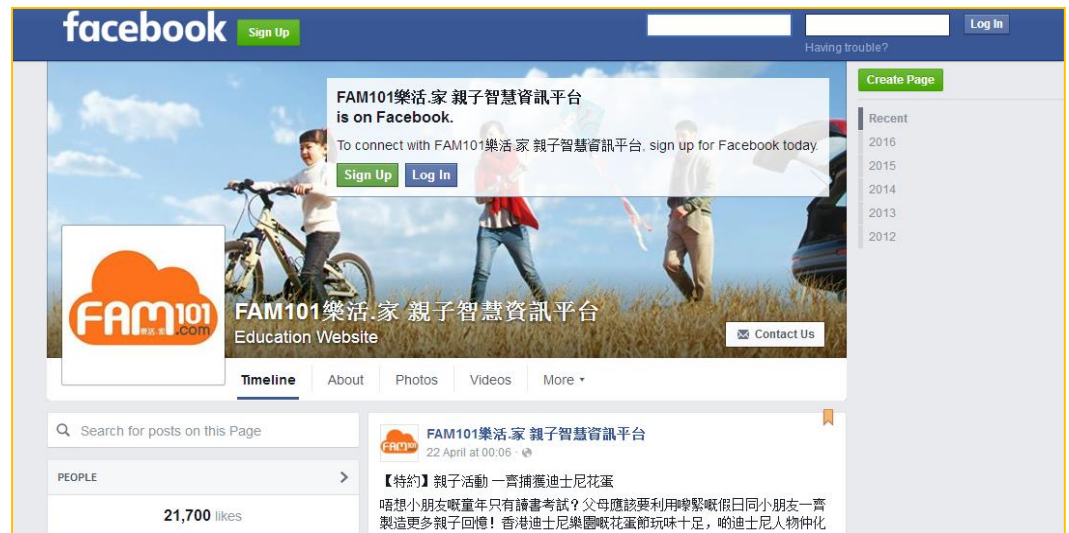 facebook Sign Up
Log In
Having trouble?
FAM101樂活.家 親子智慧資訊平台
is on Facebook.
To connect with FAM101樂活.家 親子智慧資訊平台, sign up for Facebook today.
Sign Up Log In
Create Page
Recent
2016
2015
2014
2013
2012
FAM101
樂活.家 .com
FAM101樂活.家 親子智慧資訊平台
Education Website
Contact Us
Timeline About Photos Videos More
Search for posts on this Page
PEOPLE
21,700 likes
FAM101
FAM101樂活.家 親子智慧資訊平台
22 April at 00:06 ·
【特約】親子活動 一齊捕獲迪士尼花蛋
唔想小朋友嘅童年只有讀書考試？父母應該要利用嚟緊嘅假日同小朋友一齊
製造更多親子回憶！香港迪士尼樂園嘅花蛋節玩味十足，啲迪士尼人物仲化